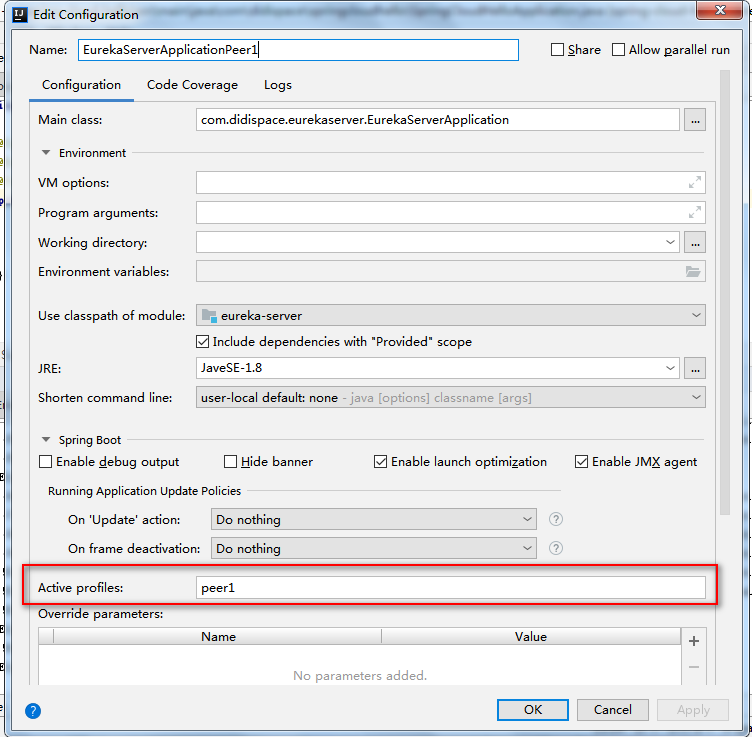 IJ Edit Configuration
Name: EurekaServerApplicationPeer1 Share Allow parallel run
Configuration Code Coverage Logs
Main class: com.didispace.eurekaserver.EurekaServerApplication ...
Environment
VM options:
Program arguments:
Working directory: ...
Environment variables:
Use classpath of module: eureka-server
Include dependencies with "Provided" scope
JRE: JaveSE-1.8 ...
Shorten command line: user-local default: none - java [options] classname [args]
Spring Boot
Enable debug output Hide banner Enable launch optimization Enable JMX agent
Running Application Update Policies
On 'Update' action: Do nothing ?
On frame deactivation: Do nothing ?
Active profiles: peer1
Override parameters:
Name Value +
No parameters added. −
? OK Cancel Apply